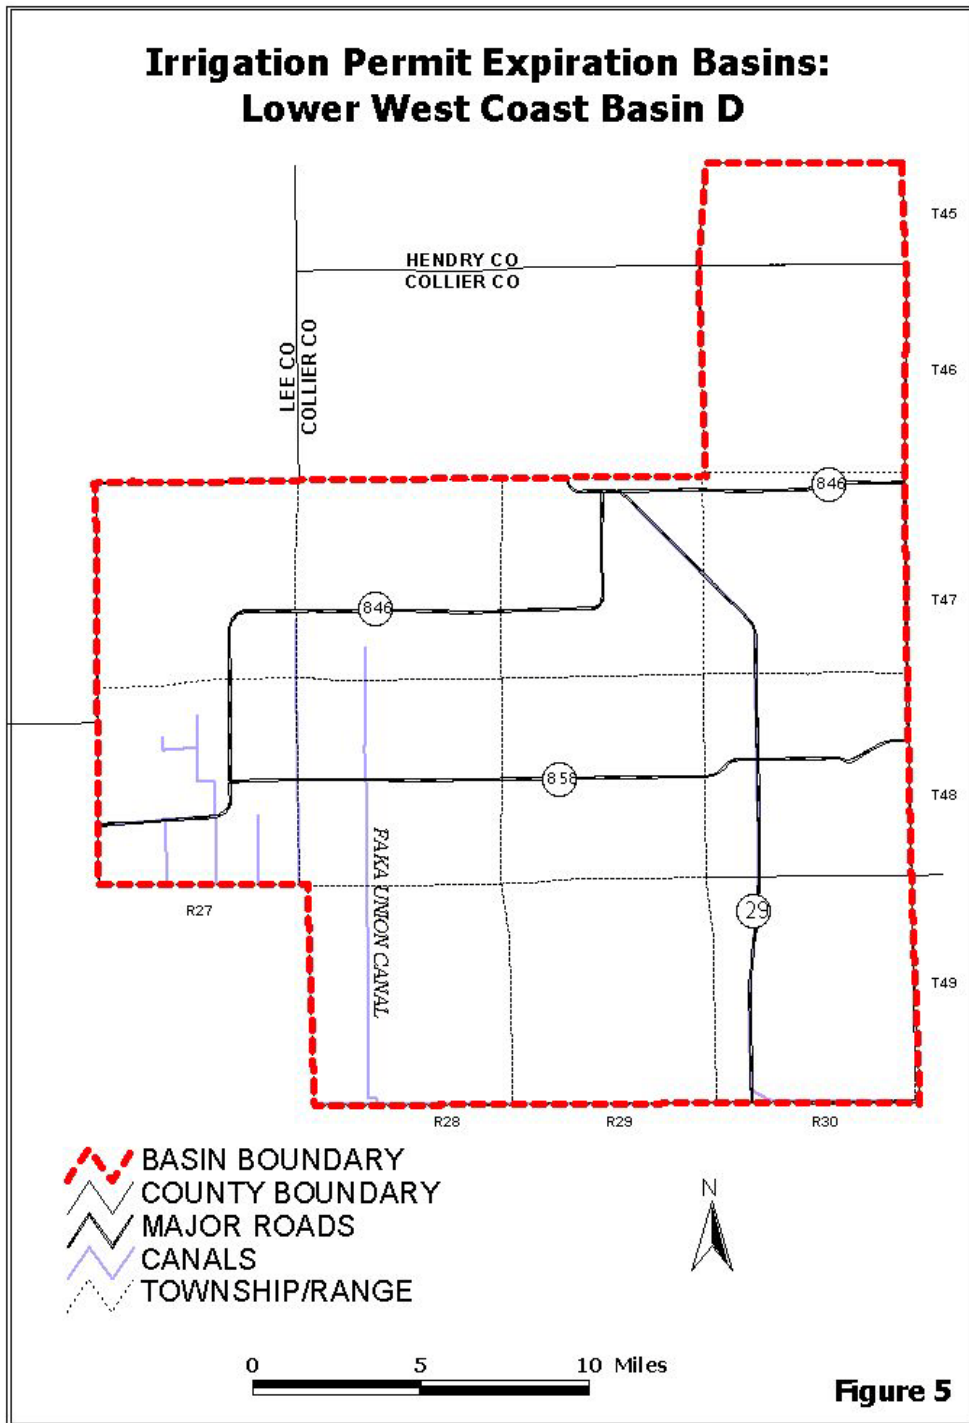 Irrigation Permit Expiration Basins:
Lower West Coast Basin D
T45
HENDRY CO
COLLIER CO
LEE CO
COLLIER CO
T46
846
T47
846
858
T48
FAKA UNION CANAL
R27
29
T49
R28
R29
R30
BASIN BOUNDARY
COUNTY BOUNDARY
MAJOR ROADS
CANALS
TOWNSHIP/RANGE
N
0 5 10 Miles
Figure 5